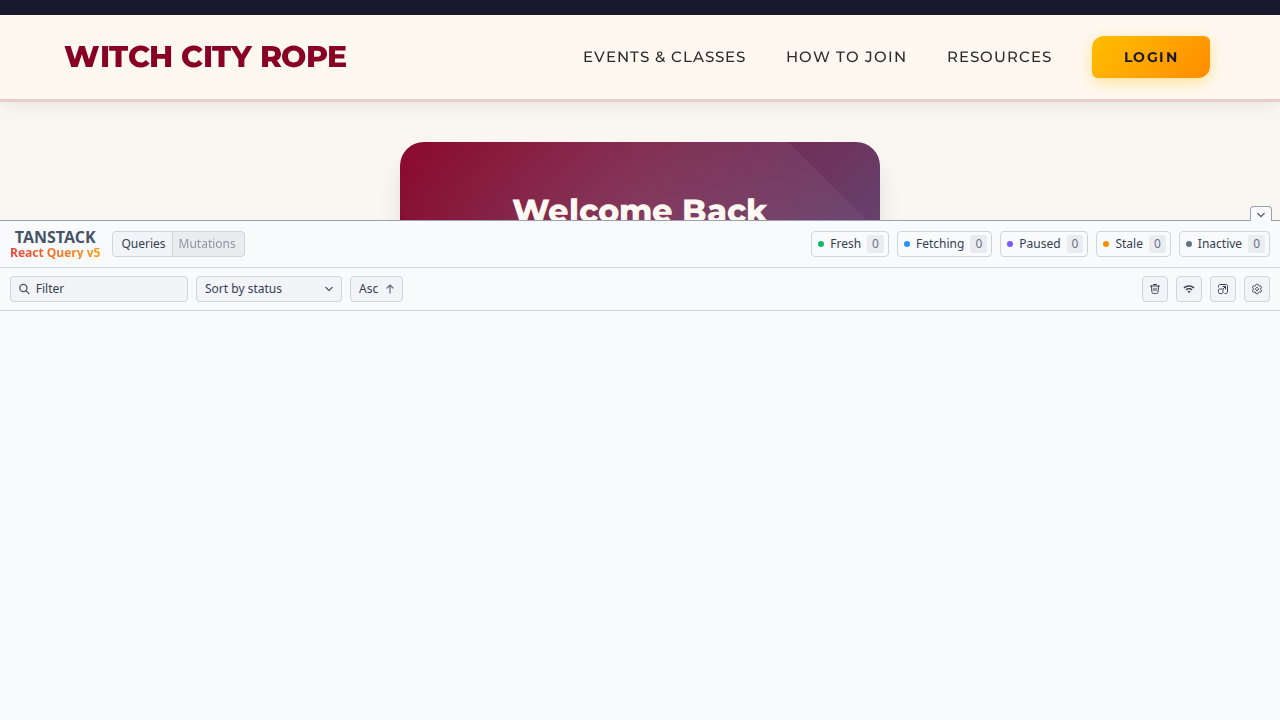 WITCH CITY ROPE
EVENTS & CLASSES
HOW TO JOIN
RESOURCES
LOGIN
Welcome Back
TANSTACK
React Query v5
Queries
Mutations
Fresh 0
Fetching 0
Paused 0
Stale 0
Inactive 0
Filter
Sort by status
Asc